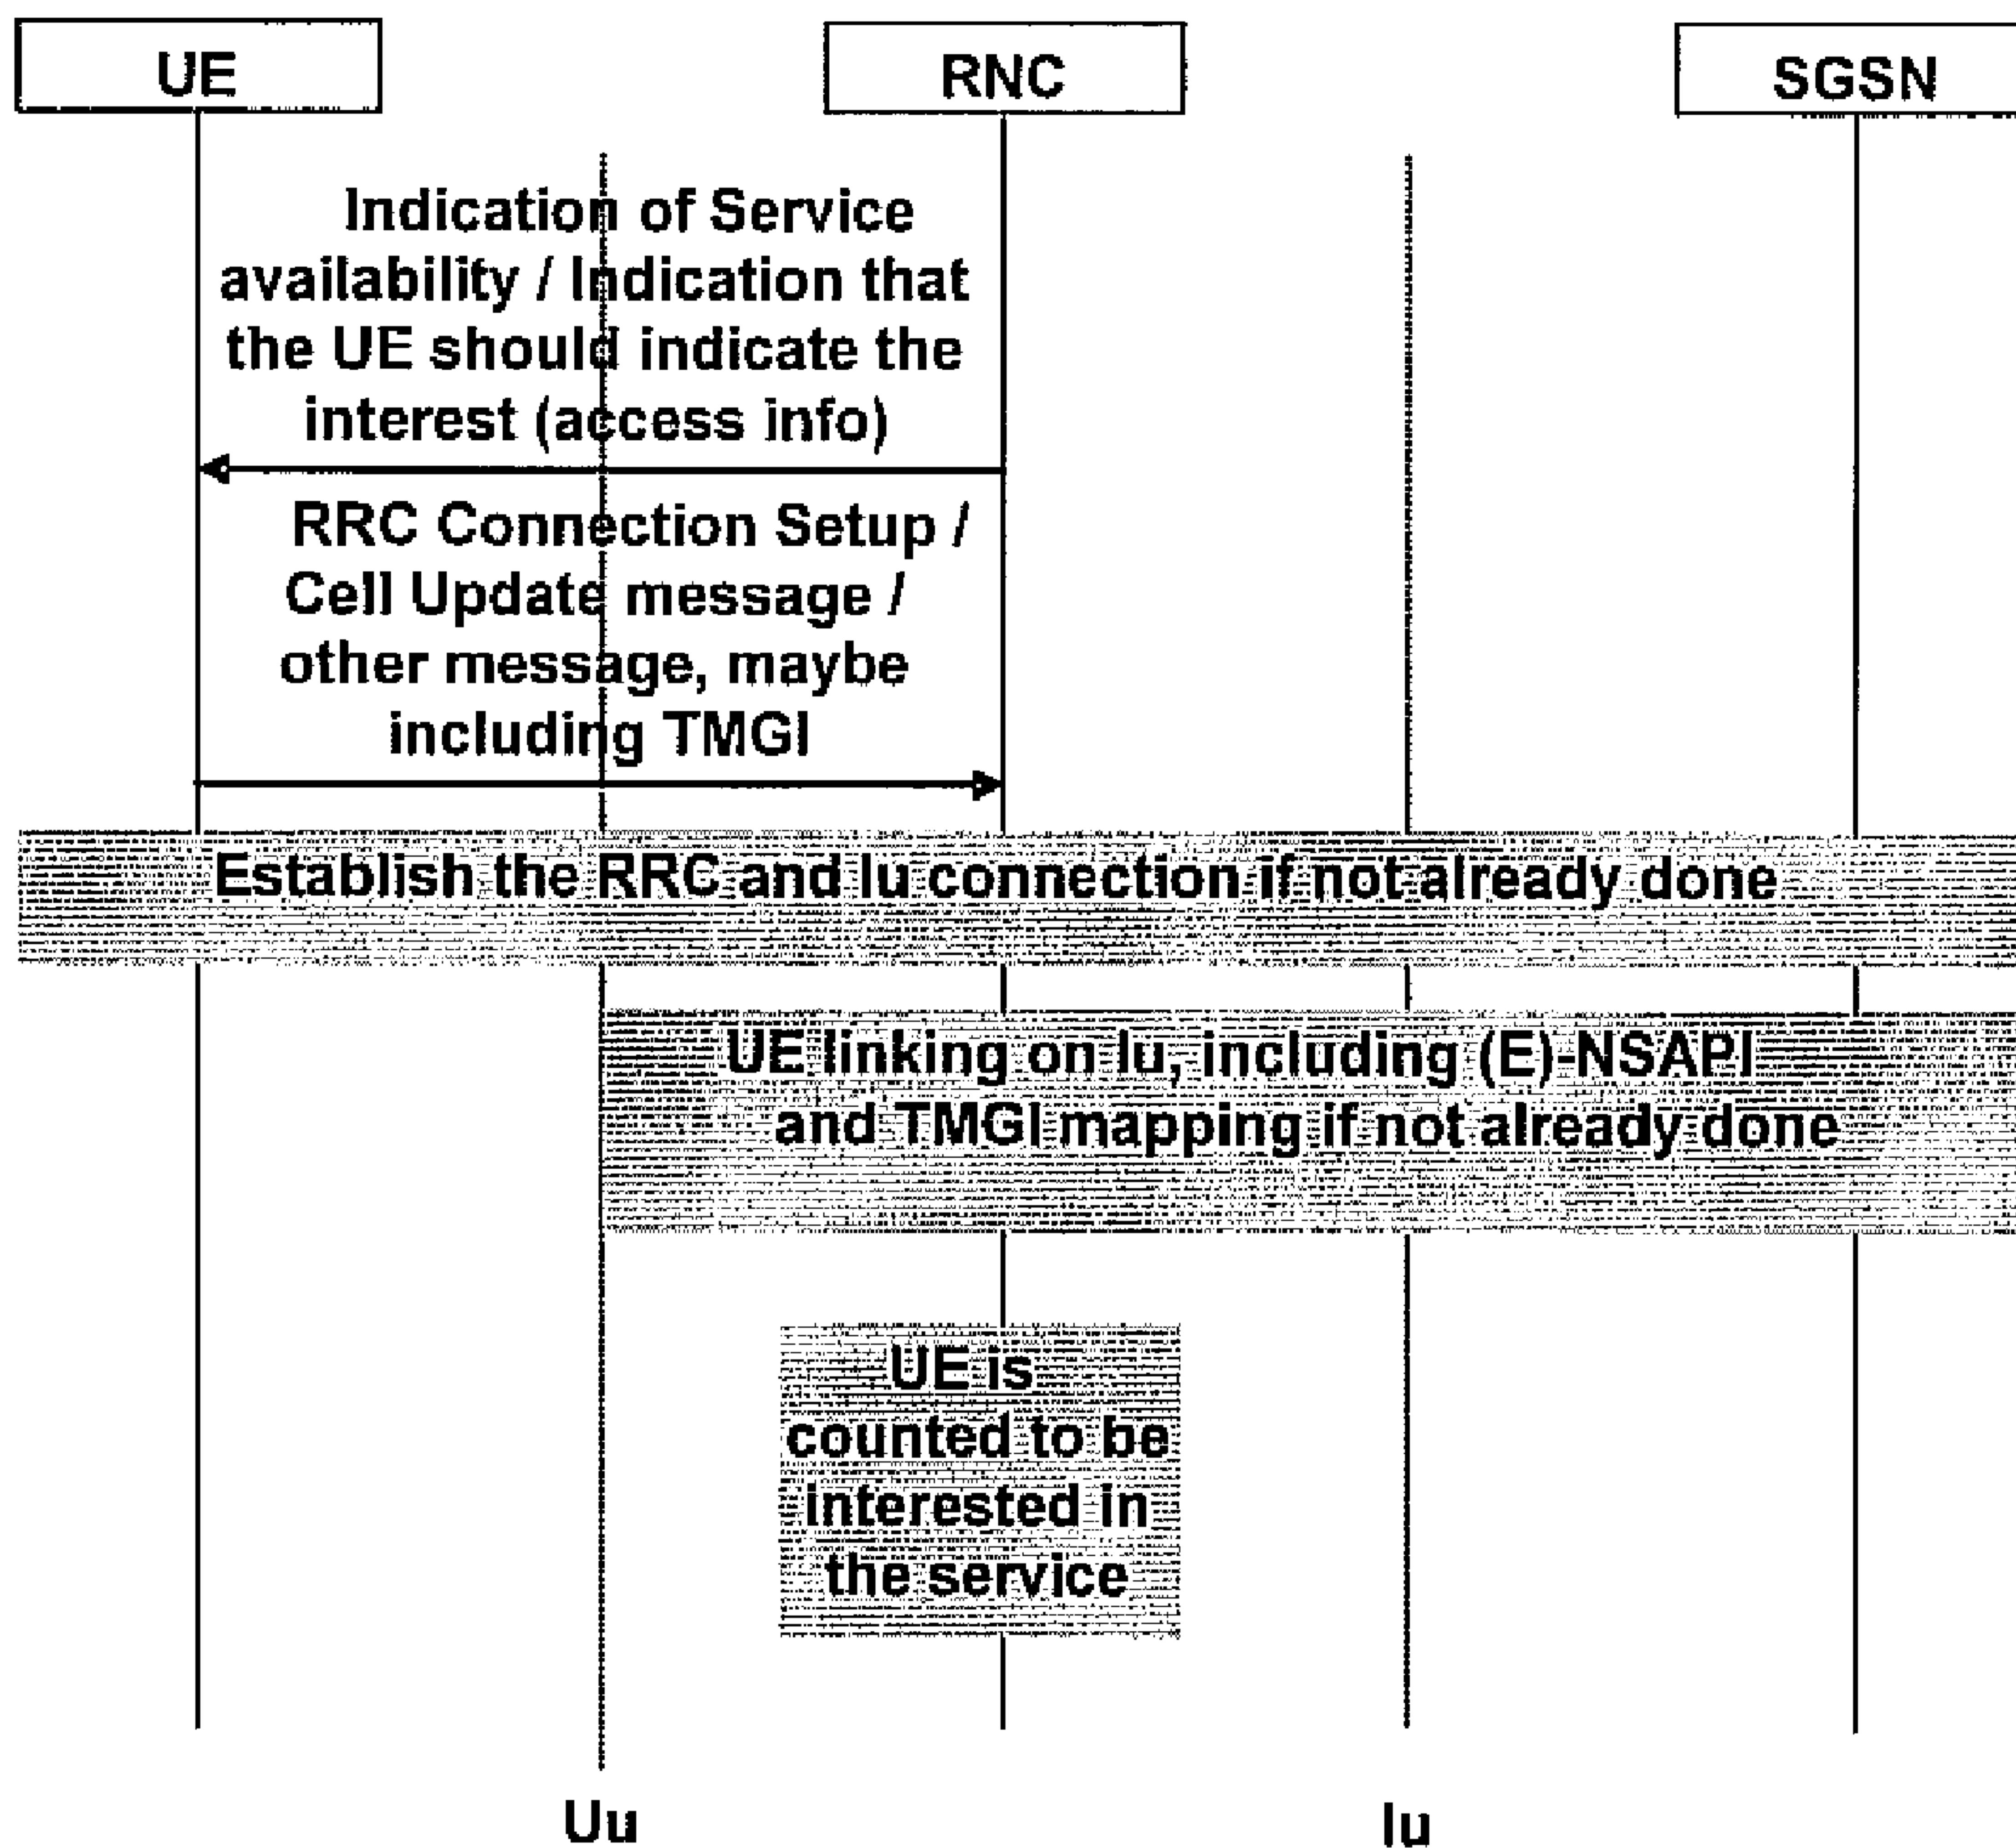 UE
RNC
SGSN
Indication of Service
availability / Indication that
the UE should indicate the
interest (access info)
RRC Connection Setup /
Cell Update message /
other message, maybe
including TMGI
Establish the RRC and Iu connection if not already done
UE linking on Iu, including (E)-NSAPI
and TMGI mapping if not already done
UE is
counted to be
interested in
the service
Uu
Iu